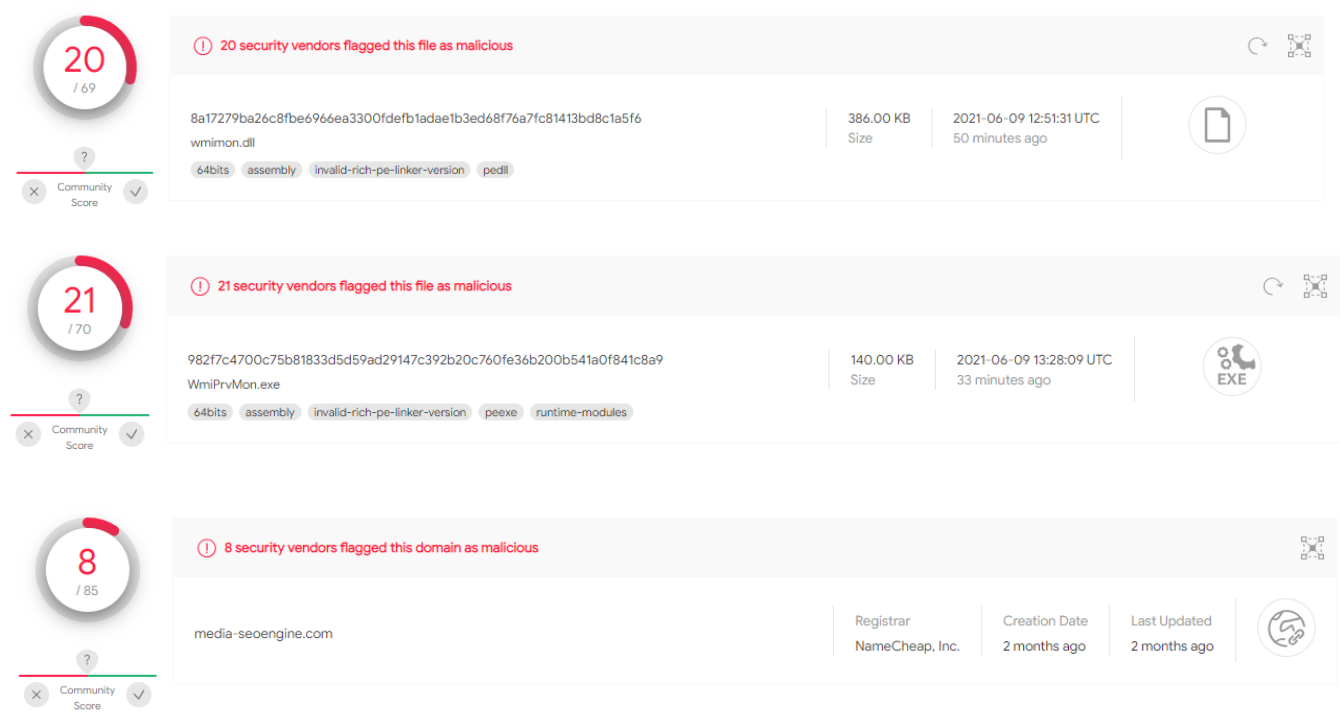 20
/ 69
?
Community
Score
20 security vendors flagged this file as malicious
8a17279ba26c8fbe6966ea3300fdefb1adae1b3ed68f76a7fc81413bd8c1a5f6
wmimon.dll
64bits assembly invalid-rich-pe-linker-version pedll
386.00 KB
Size
2021-06-09 12:51:31 UTC
50 minutes ago
21
/ 70
?
Community
Score
21 security vendors flagged this file as malicious
982f7c4700c75b81833d5d59ad29147c392b20c760fe36b200b541a0f841c8a9
WmiPrvMon.exe
64bits assembly invalid-rich-pe-linker-version peexe runtime-modules
140.00 KB
Size
2021-06-09 13:28:09 UTC
33 minutes ago
EXE
8
/ 85
?
Community
Score
8 security vendors flagged this domain as malicious
media-seoengine.com
Registrar
NameCheap, Inc.
Creation Date
2 months ago
Last Updated
2 months ago